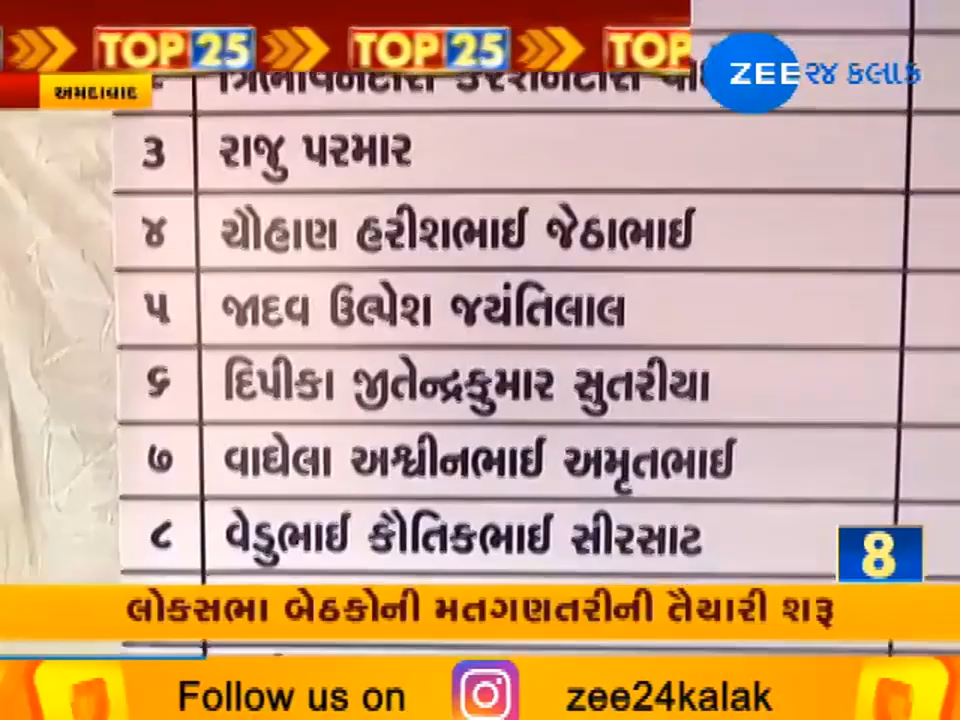 TOP 25 TOP 25 TOP
ZEE ૨૪ કલાક
અમદાવાદ
૩ રાજુ પરમાર
૪ ચૌહાણ હરીશભાઈ જેઠાભાઈ
૫ જાદવ ઉલ્પેશ જયંતિલાલ
૬ દિપીકા જીતેન્દ્રકુમાર સુતરીયા
૭ વાઘેલા અશ્વીનભાઈ અમૃતભાઈ
૮ વેડુભાઈ કૌતિકભાઈ સીરસાટ
8
લોકસભા બેઠકોની મતગણતરીની તૈયારી શરૂ
Follow us on zee24kalak